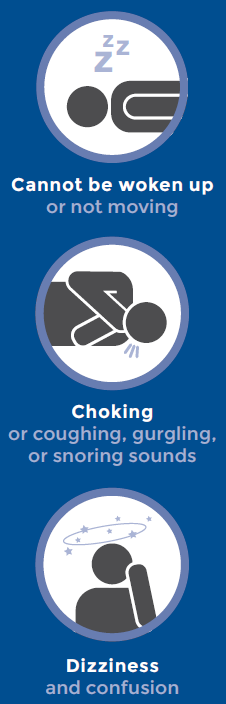 z z
z
Cannot be woken up
or not moving
Choking
or coughing, gurgling,
or snoring sounds
Dizziness
and confusion